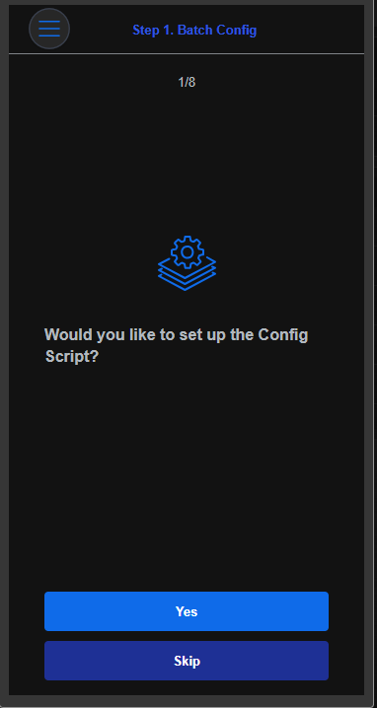 Step 1. Batch Config
1/8
Would you like to set up the Config
Script?
Yes
Skip